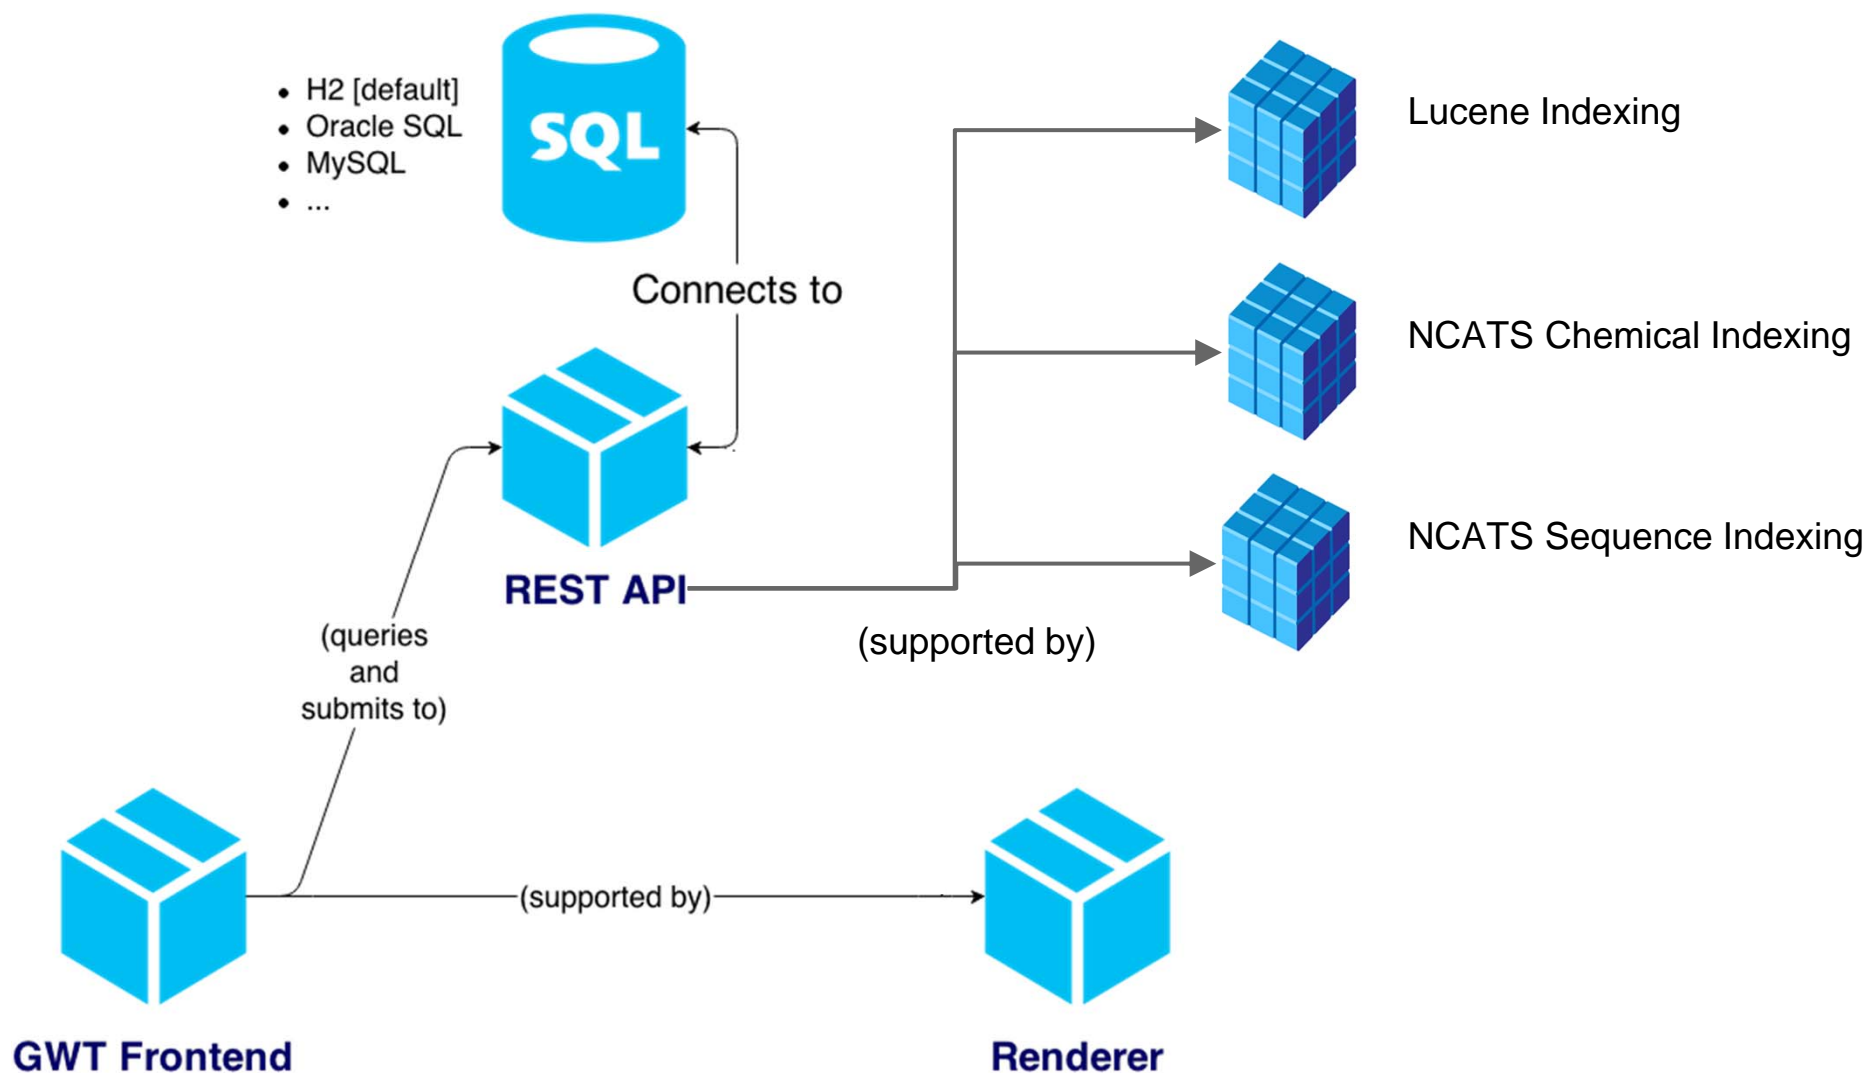 • H2 [default]
• Oracle SQL
• MySQL
• ...
SQL
Lucene Indexing
Connects to
NCATS Chemical Indexing
NCATS Sequence Indexing
REST API
(supported by)
(queries
and
submits to)
(supported by)
GWT Frontend
Renderer